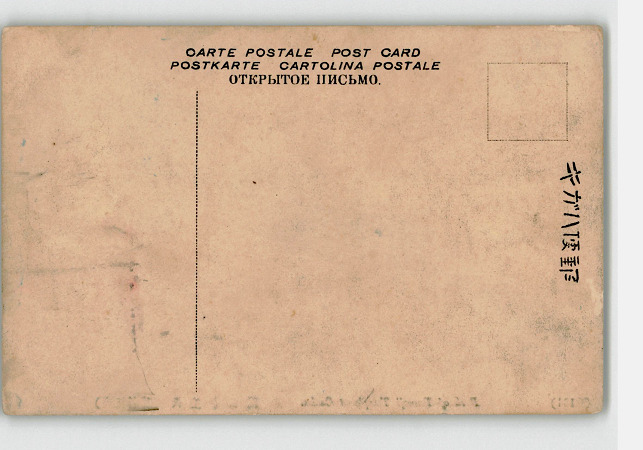 CARTE POSTALE POST CARD
POSTKARTE CARTOLINA POSTALE
ОТКРЫТОЕ ПИСЬМО.
郵便ハガキ